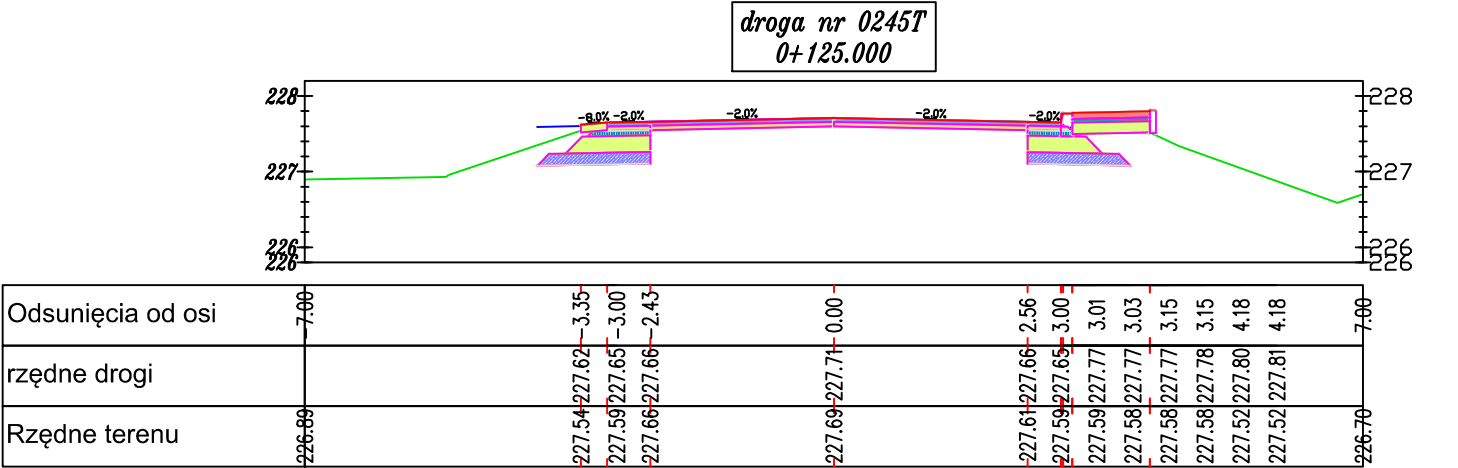 droga nr 0245T
0+125.000
228 228
-8.0% -2.0% -2.0% -2.0% -2.0%
227 227
226 226
226 226
Odsunięcia od osi -7.00 -3.35 -3.00 -2.43 0.00 2.56 3.00 3.01 3.03 3.15 3.15 4.18 4.18 7.00
rzędne drogi 227.62 227.65 227.66 227.71 227.66 227.65 227.77 227.77 227.77 227.78 227.80 227.81
Rzędne terenu 226.89 227.54 227.59 227.66 227.69 227.61 227.59 227.59 227.58 227.58 227.58 227.52 227.52 226.70